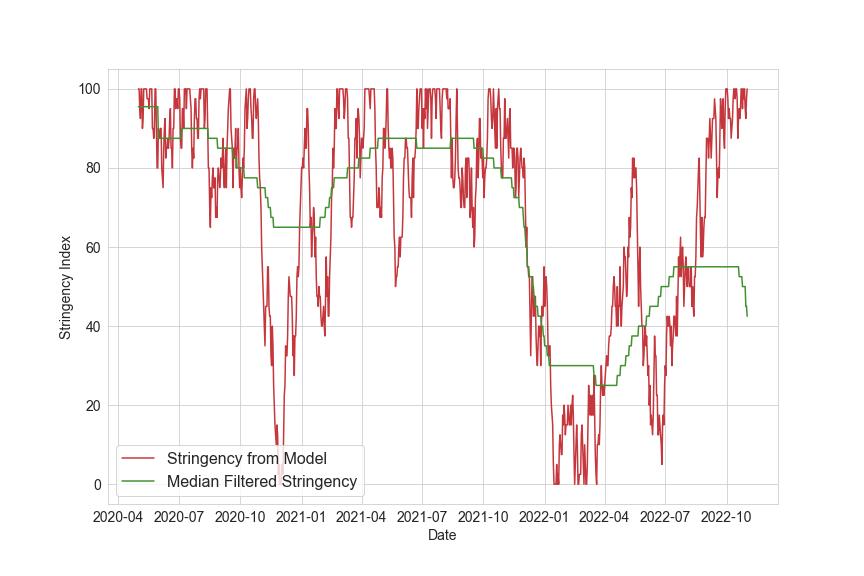 Stringency Index
100
80
60
40
20
0
Stringency from Model
Median Filtered Stringency
2020-04 2020-07 2020-10 2021-01 2021-04 2021-07 2021-10 2022-01 2022-04 2022-07 2022-10
Date